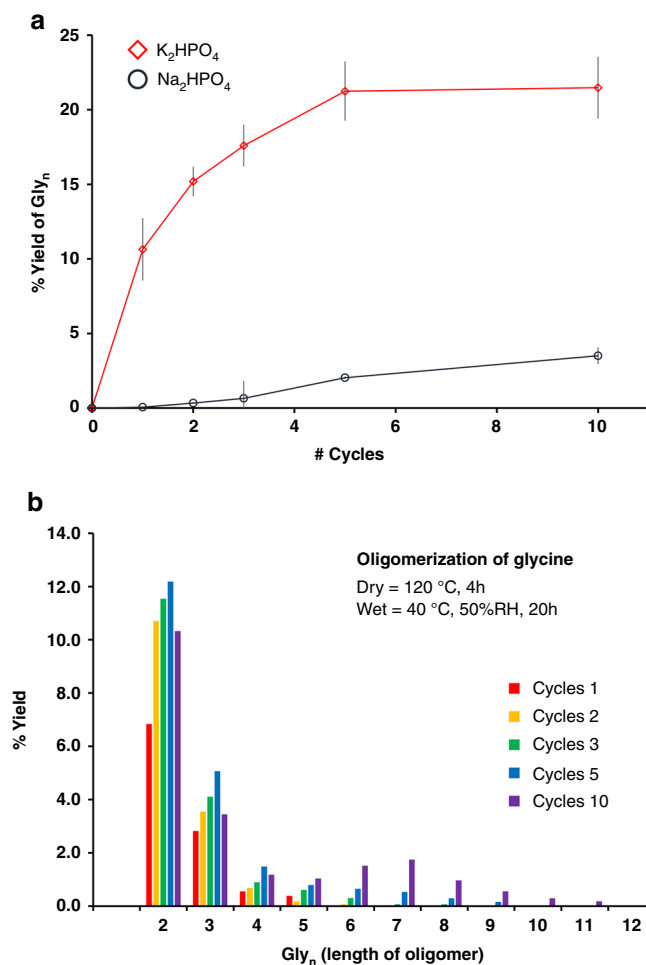 a
25
20
15
10
5
0
% Yield of Glyₙ
K₂HPO₄
Na₂HPO₄
0 2 4 6 8 10
# Cycles
b
14.0
12.0
10.0
8.0
6.0
4.0
2.0
0.0
% Yield
Oligomerization of glycine
Dry = 120 °C, 4h
Wet = 40 °C, 50%RH, 20h
Cycles 1
Cycles 2
Cycles 3
Cycles 5
Cycles 10
2 3 4 5 6 7 8 9 10 11 12
Glyₙ (length of oligomer)